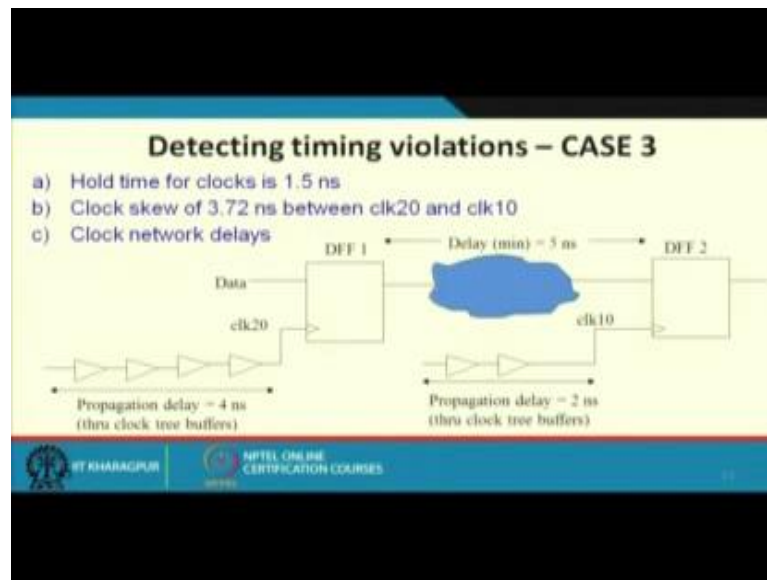 Detecting timing violations – CASE 3
a) Hold time for clocks is 1.5 ns
b) Clock skew of 3.72 ns between clk20 and clk10
c) Clock network delays
DFF 1
Delay (min) = 5 ns
DFF 2
Data
clk20
clk10
Propagation delay = 4 ns
(thru clock tree buffers)
Propagation delay = 2 ns
(thru clock tree buffers)
IIT KHARAGPUR
NPTEL ONLINE
CERTIFICATION COURSES
NPTEL